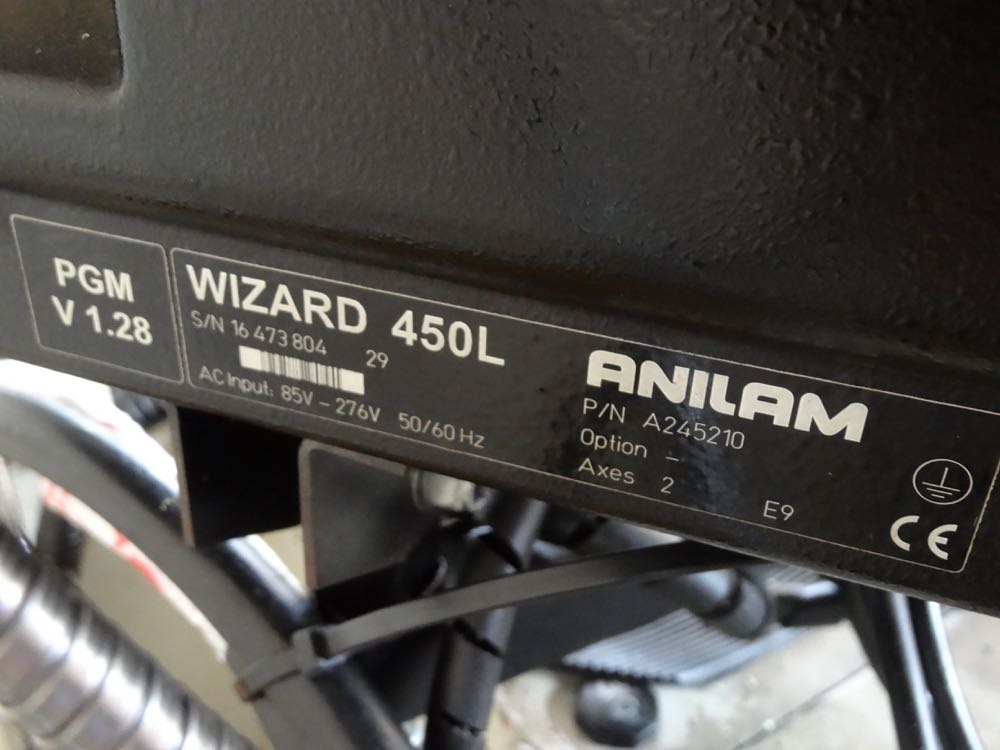 PGM
V 1.28
WIZARD 450L
S/N 16 473 804 29
AC Input: 85V – 276V 50/60 Hz
ANILAM
P/N A245210
Option –
Axes 2
E9
CE